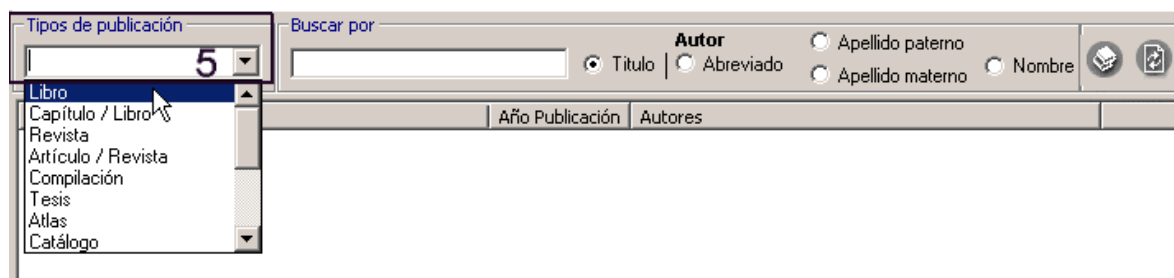 Tipos de publicación
5
Buscar por
Autor
Titulo
Abreviado
Apellido paterno
Apellido materno
Nombre
Libro
Capítulo / Libro
Revista
Artículo / Revista
Compilación
Tesis
Atlas
Catálogo
Año Publicación
Autores